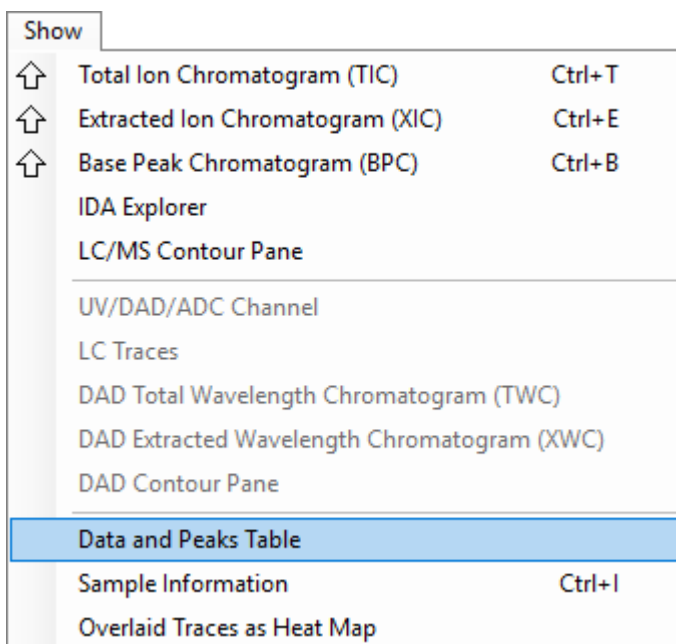 Show
Total Ion Chromatogram (TIC) Ctrl+T
Extracted Ion Chromatogram (XIC) Ctrl+E
Base Peak Chromatogram (BPC) Ctrl+B
IDA Explorer
LC/MS Contour Pane
UV/DAD/ADC Channel
LC Traces
DAD Total Wavelength Chromatogram (TWC)
DAD Extracted Wavelength Chromatogram (XWC)
DAD Contour Pane
Data and Peaks Table
Sample Information Ctrl+I
Overlaid Traces as Heat Map